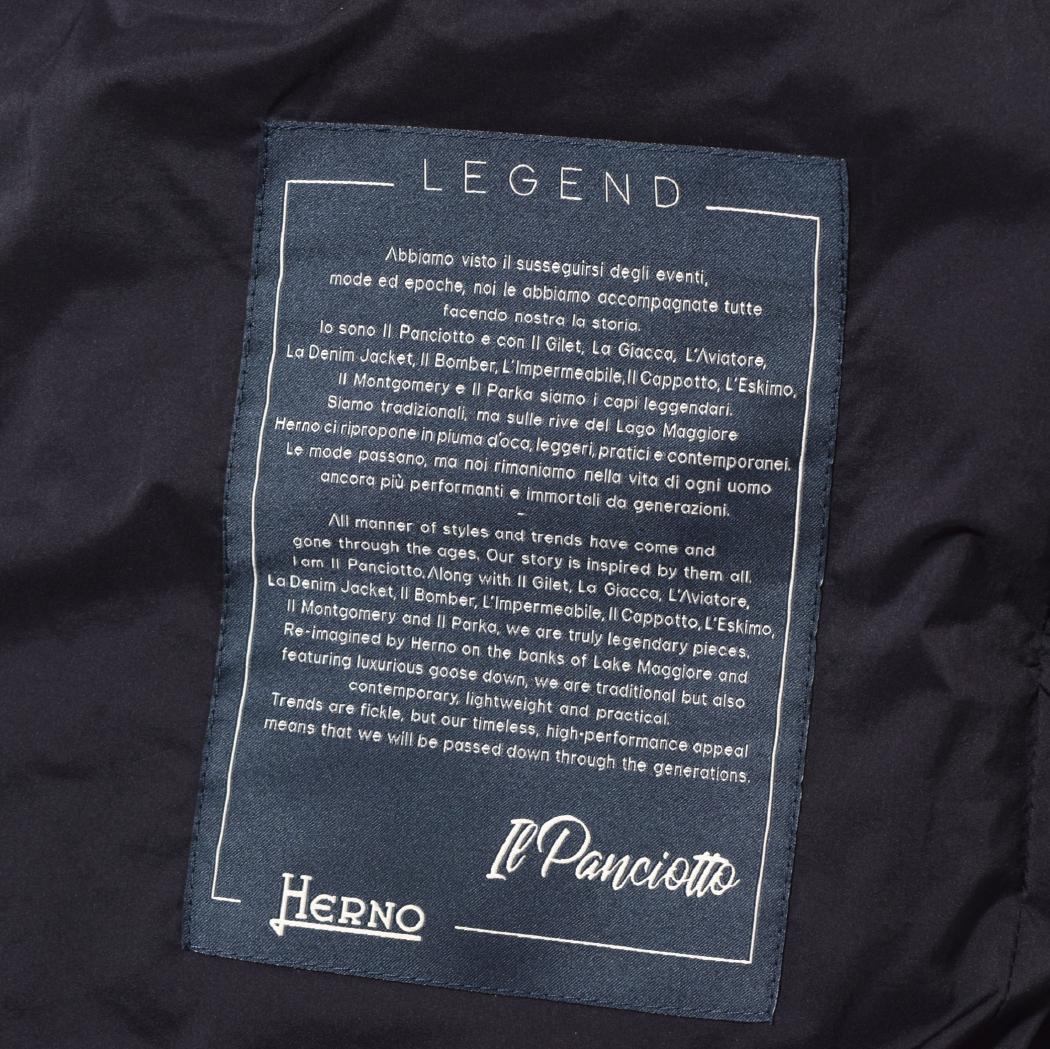 LEGEND
Abbiamo visto il susseguirsi degli eventi,
mode ed epoche, noi le abbiamo accompagnate tutte
facendo nostra la storia.
Io sono Il Panciotto e con Il Gilet, La Giacca, L'Aviatore,
La Denim Jacket, Il Bomber, L'Impermeabile, Il Cappotto, L'Eskimo,
Il Montgomery e Il Parka siamo i capi leggendari.
Siamo tradizionali, ma sulle rive del Lago Maggiore
Herno ci ripropone in piuma d'oca, leggeri, pratici e contemporanei.
Le mode passano, ma noi rimaniamo nella vita di ogni uomo
ancora più performanti e immortali da generazioni.
-
All manner of styles and trends have come and
gone through the ages. Our story is inspired by them all.
I am Il Panciotto. Along with Il Gilet, La Giacca, L'Aviatore,
La Denim Jacket, Il Bomber, L'Impermeabile, Il Cappotto, L'Eskimo,
Il Montgomery and Il Parka, we are truly legendary pieces.
Re-imagined by Herno on the banks of Lake Maggiore and
featuring luxurious goose down, we are traditional but also
contemporary, lightweight and practical.
Trends are fickle, but our timeless, high-performance appeal
means that we will be passed down through the generations.
Il Panciotto
HERNO